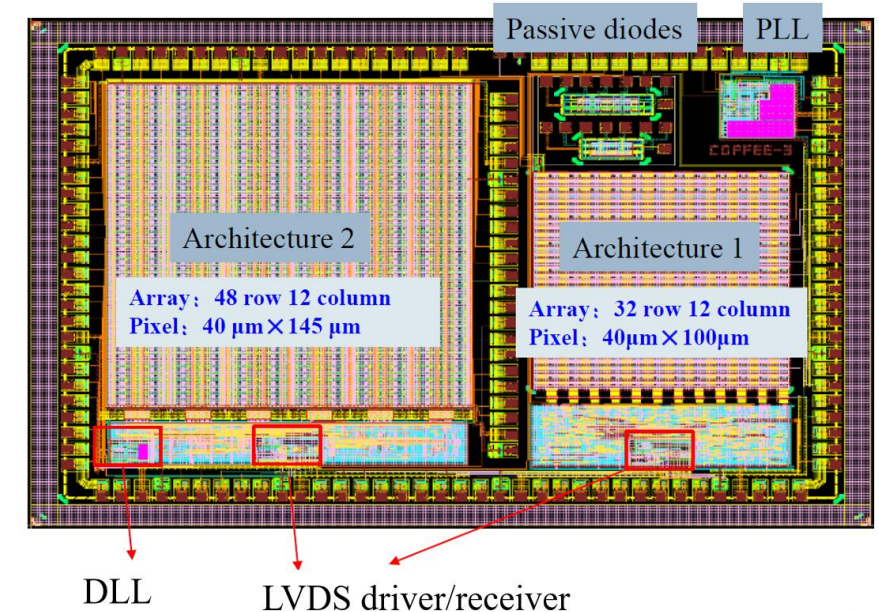 Passive diodes
PLL
COFFEE-3
Architecture 2
Array：48 row 12 column
Pixel：40 μm×145 μm
Architecture 1
Array：32 row 12 column
Pixel：40μm×100μm
DLL
LVDS driver/receiver